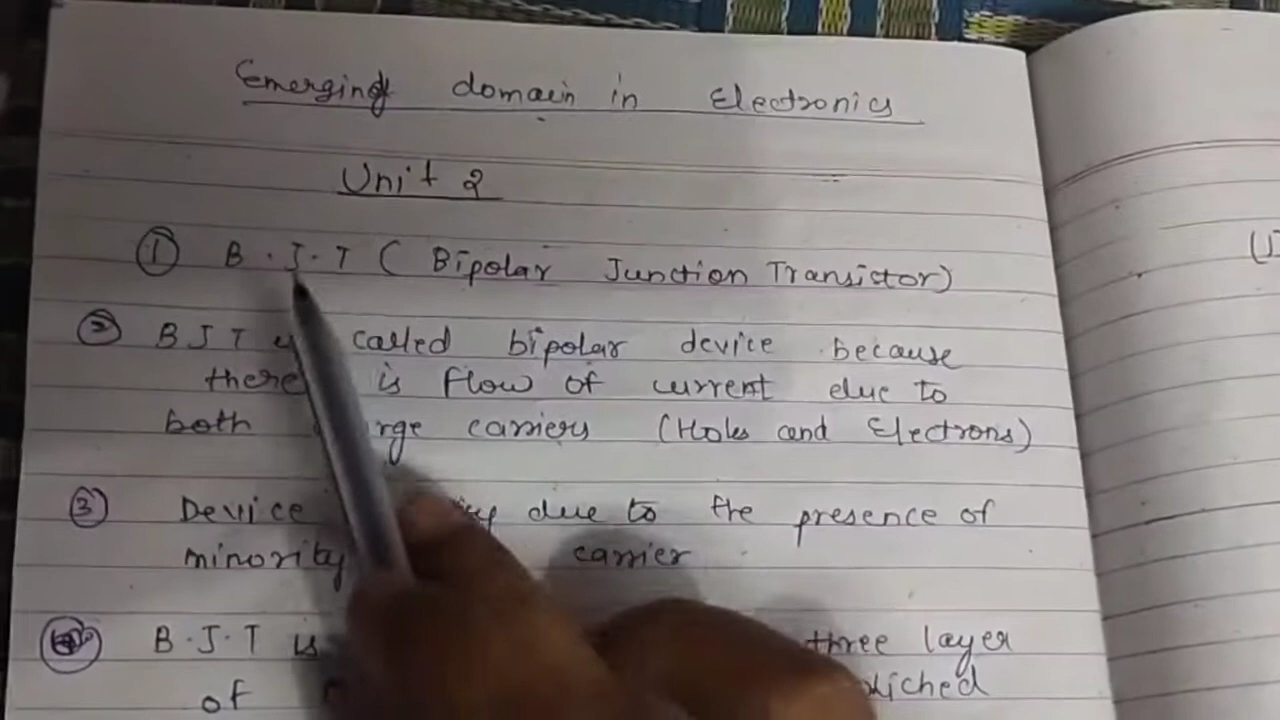 Emerging domain in Electronics
Unit 2
① B.J.T ( Bipolar Junction Transistor)
② BJT called bipolar device because
there is flow of current due to
both carriers (Holes and Electrons)
③ Device due to the presence of
minority carrier
B.J.T is three layer
of